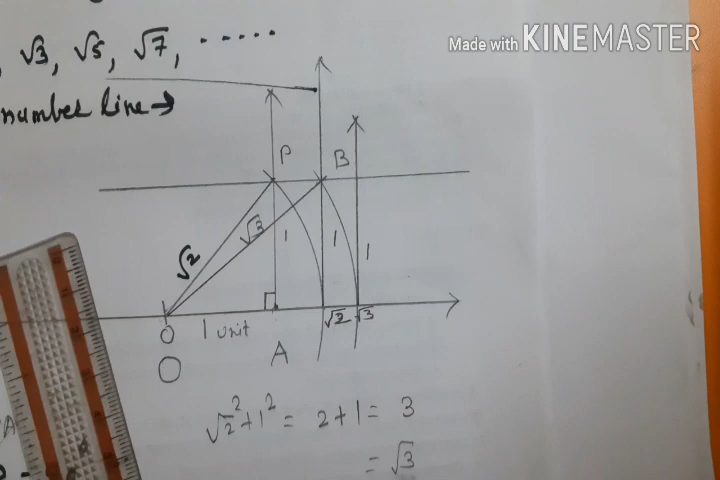 Made with KINEMASTER
, √3, √5, √7, ......
number line →
P B
√2 √3 1 1 1
0 1 unit √2 √3
O A
√2² + 1² = 2 + 1 = 3
= √3